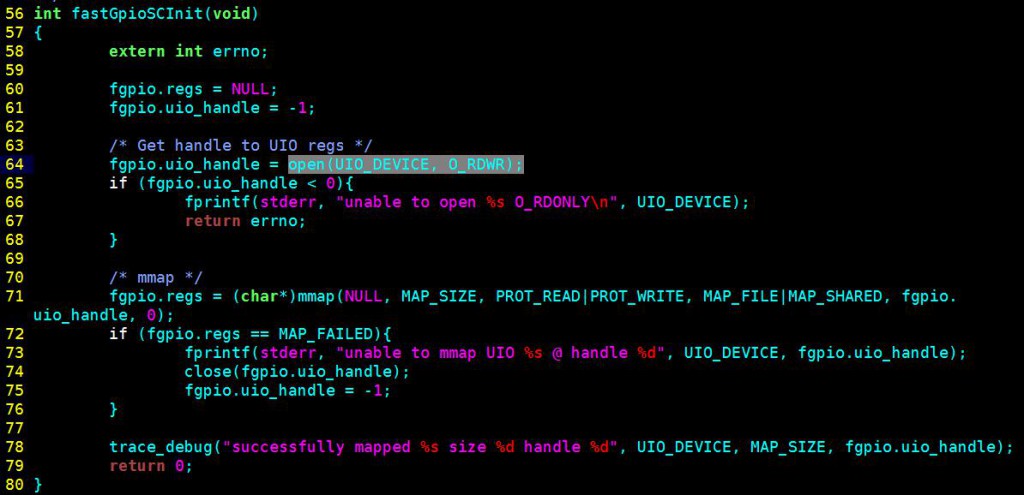 56 int fastGpioSCInit(void)
57 {
58         extern int errno;
59
60         fgpio.regs = NULL;
61         fgpio.uio_handle = -1;
62
63         /* Get handle to UIO regs */
64         fgpio.uio_handle = open(UIO_DEVICE, O_RDWR);
65         if (fgpio.uio_handle < 0){
66                 fprintf(stderr, "unable to open %s O_RDONLY\n", UIO_DEVICE);
67                 return errno;
68         }
69
70         /* mmap */
71         fgpio.regs = (char*)mmap(NULL, MAP_SIZE, PROT_READ|PROT_WRITE, MAP_FILE|MAP_SHARED, fgpio.
uio_handle, 0);
72         if (fgpio.regs == MAP_FAILED){
73                 fprintf(stderr, "unable to mmap UIO %s @ handle %d", UIO_DEVICE, fgpio.uio_handle);
74                 close(fgpio.uio_handle);
75                 fgpio.uio_handle = -1;
76         }
77
78         trace_debug("successfully mapped %s size %d handle %d", UIO_DEVICE, MAP_SIZE, fgpio.uio_handle);
79         return 0;
80 }